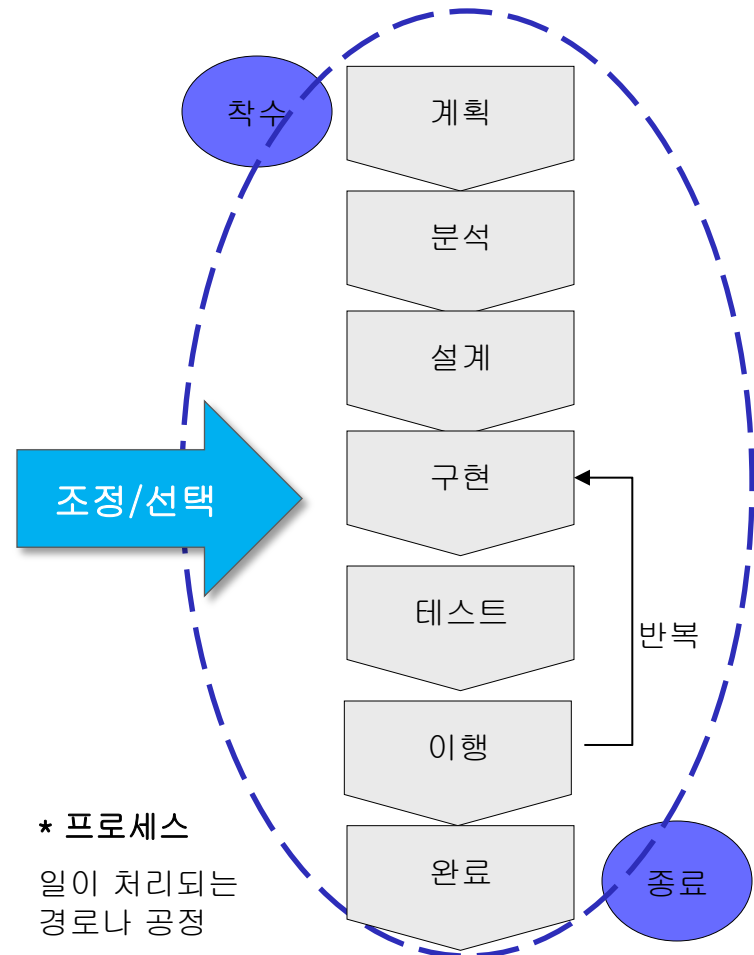 착수
계획
분석
설계
구현
조정/선택
테스트
반복
이행
* 프로세스
일이 처리되는
경로나 공정
완료
종료